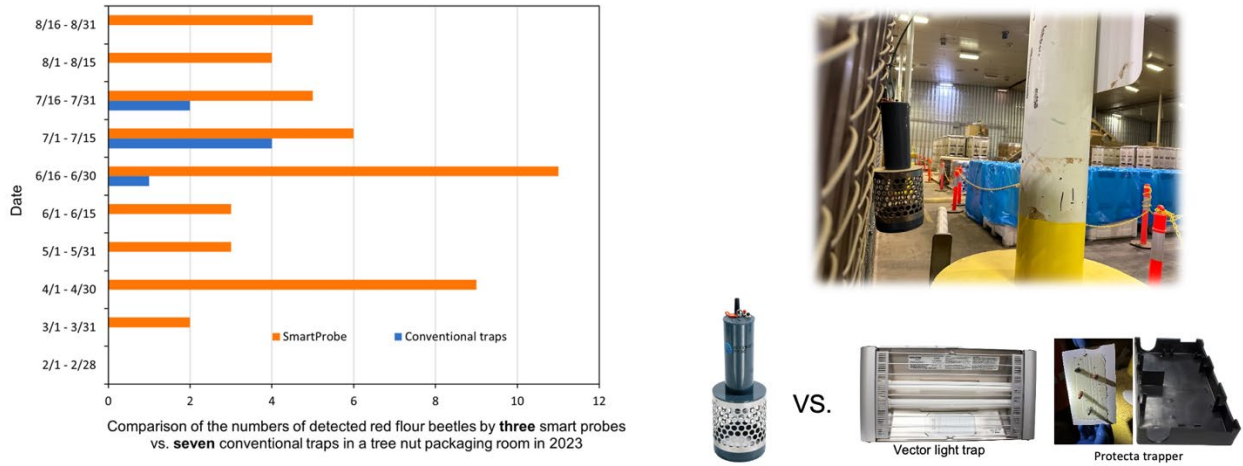 8/16 - 8/31
8/1 - 8/15
7/16 - 7/31
7/1 - 7/15
6/16 - 6/30
6/1 - 6/15
5/1 - 5/31
4/1 - 4/30
3/1 - 3/31
2/1 - 2/28
Date
SmartProbe
Conventional traps
0 2 4 6 8 10 12
Comparison of the numbers of detected red flour beetles by three smart probes
vs. seven conventional traps in a tree nut packaging room in 2023
VS.
Vector light trap
Protecta trapper